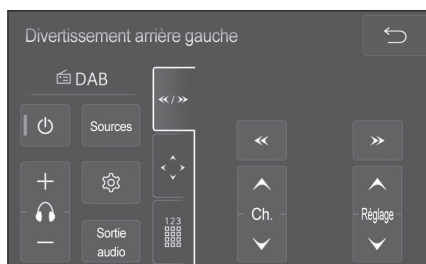 Divertissement arrière gauche
DAB
Sources
Sortie
audio
123
Ch.
Réglage